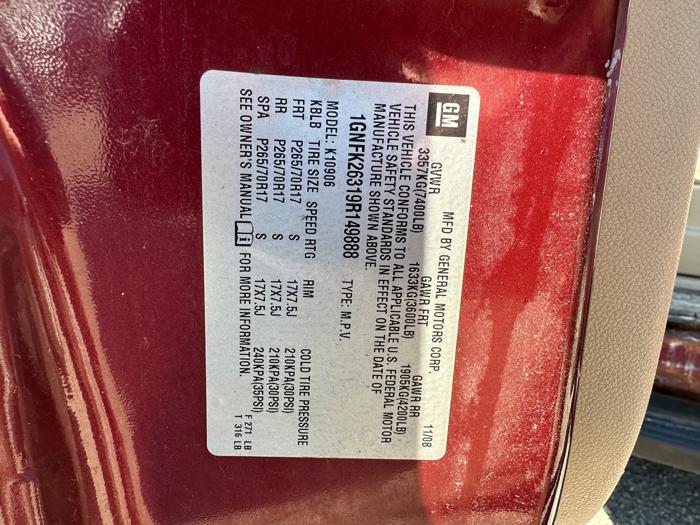 GM MFD BY GENERAL MOTORS CORP. 11/08
GVWR GAWR FRT GAWR RR
3357KG(7400LB) 1633KG(3600LB) 1905KG(4200LB)
THIS VEHICLE CONFORMS TO ALL APPLICABLE U.S. FEDERAL MOTOR
VEHICLE SAFETY STANDARDS IN EFFECT ON THE DATE OF
MANUFACTURE SHOWN ABOVE.
1GNFK26319R149888 TYPE: M.P.V.
MODEL: K10906
KBLB TIRE SIZE SPEED RTG RIM COLD TIRE PRESSURE
FRT P265/70R17 S 17X7.5J 210KPA(30PSI)
RR P265/70R17 S 17X7.5J 210KPA(30PSI)
SPA P265/70R17 S 17X7.5J 240KPA(35PSI)
SEE OWNER'S MANUAL i FOR MORE INFORMATION.
F 271 LB
T 316 LB